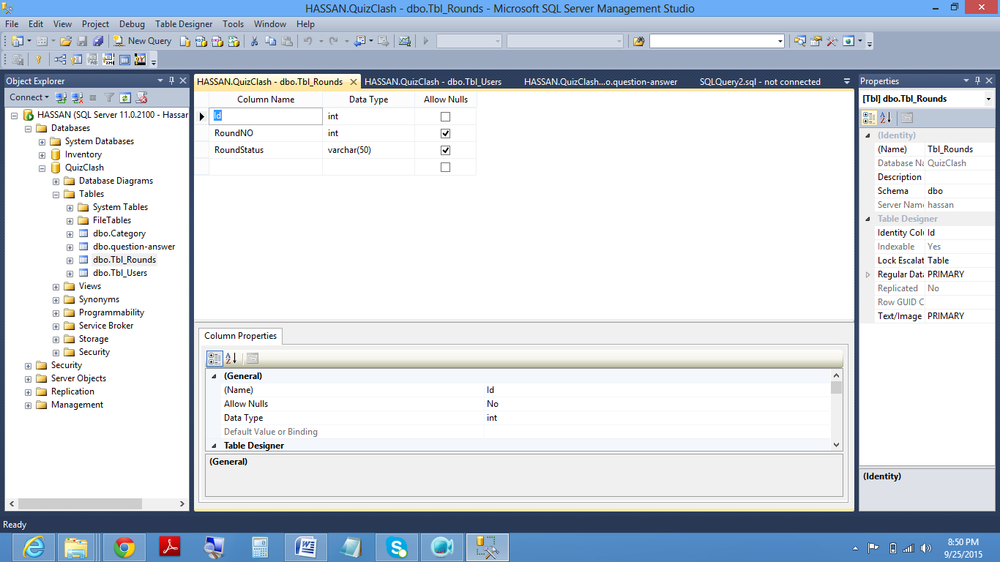 HASSAN.QuizClash - dbo.Tbl_Rounds - Microsoft SQL Server Management Studio
File Edit View Project Debug Table Designer Tools Window Help
New Query
Object Explorer
Connect
HASSAN (SQL Server 11.0.2100 - Hassar
Databases
System Databases
Inventory
QuizClash
Database Diagrams
Tables
System Tables
FileTables
dbo.Category
dbo.question-answer
dbo.Tbl_Rounds
dbo.Tbl_Users
Views
Synonyms
Programmability
Service Broker
Storage
Security
Security
Server Objects
Replication
Management
HASSAN.QuizClash - dbo.Tbl_Rounds HASSAN.QuizClash - dbo.Tbl_Users HASSAN.QuizClash...o.question-answer SQLQuery2.sql - not connected
Column Name Data Type Allow Nulls
Id int
RoundNO int
RoundStatus varchar(50)
Column Properties
(General)
(Name) Id
Allow Nulls No
Data Type int
Default Value or Binding
Table Designer
(General)
Properties
[Tbl] dbo.Tbl_Rounds
(Identity)
(Name) Tbl_Rounds
Database Na QuizClash
Description
Schema dbo
Server Name hassan
Table Designer
Identity Colu Id
Indexable Yes
Lock Escalat Table
Regular Data PRIMARY
Replicated No
Row GUID C
Text/Image PRIMARY
(Identity)
Ready
8:50 PM
9/25/2015